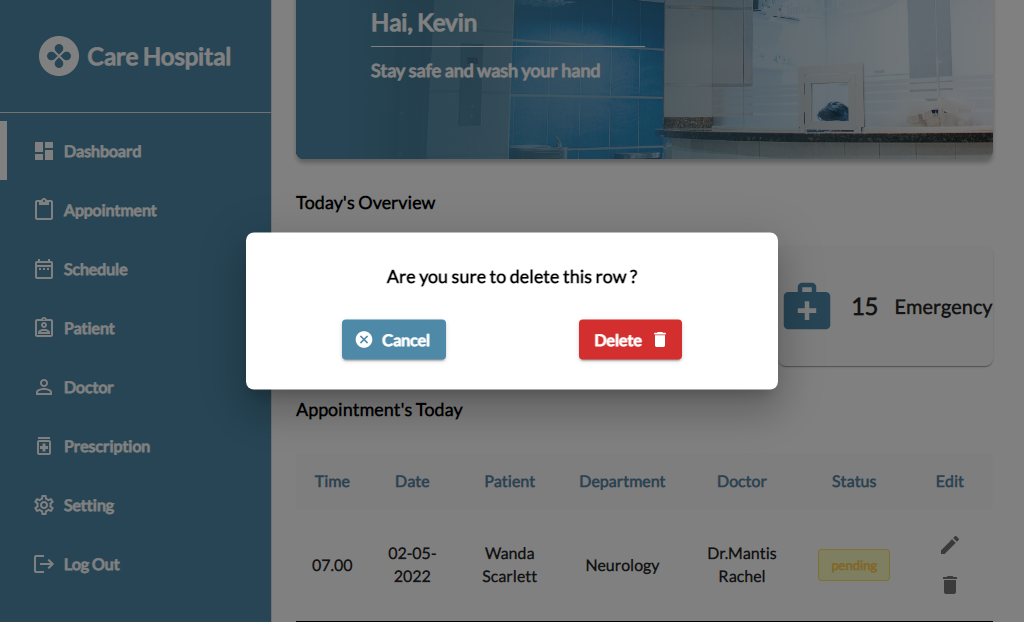 Care Hospital
Dashboard
Appointment
Schedule
Patient
Doctor
Prescription
Setting
Log Out
Hai, Kevin
Stay safe and wash your hand
Today's Overview
15 Emergency
Are you sure to delete this row ?
Cancel
Delete
Appointment's Today
Time Date Patient Department Doctor Status Edit
07.00 02-05-2022 Wanda Scarlett Neurology Dr.Mantis Rachel pending